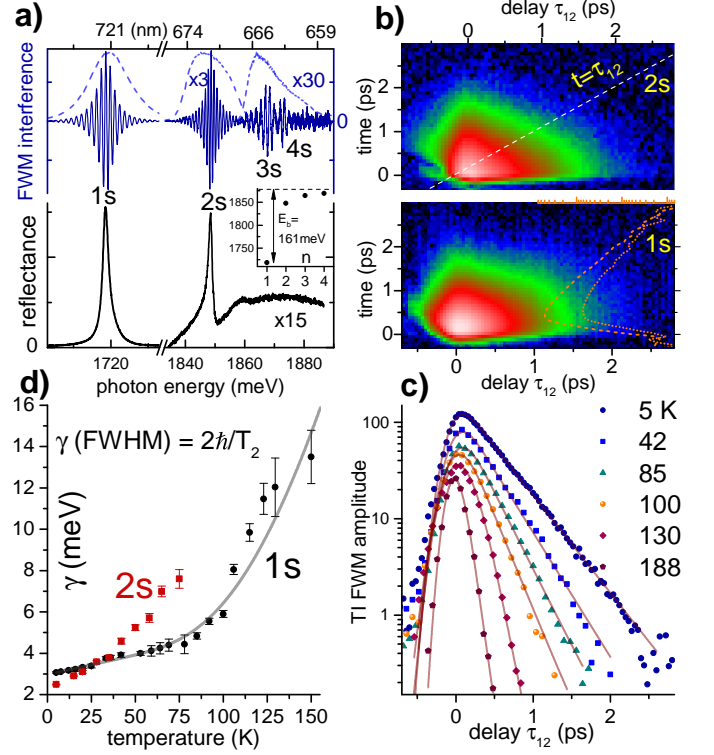 a)
721 (nm) 674 666 659
FWM interference
x3
x30
0
3s
4s
1s
2s
reflectance
0
x15
1850
1800
1750
E_b=
161meV
n
1 2 3 4
1720 1840 1860 1880
photon energy (meV)
b)
delay τ12 (ps)
0 1 2
time (ps)
2
1
0
t=τ12
2s
time (ps)
2
1
0
1s
0 1 2
delay τ12 (ps)
c)
TI FWM amplitude
100
10
1
5 K
42
85
100
130
188
0 1 2
delay τ12 (ps)
d)
γ (FWHM) = 2ℏ/T2
γ (meV)
16
14
12
10
8
6
4
2
2s
1s
0 25 50 75 100 125 150
temperature (K)